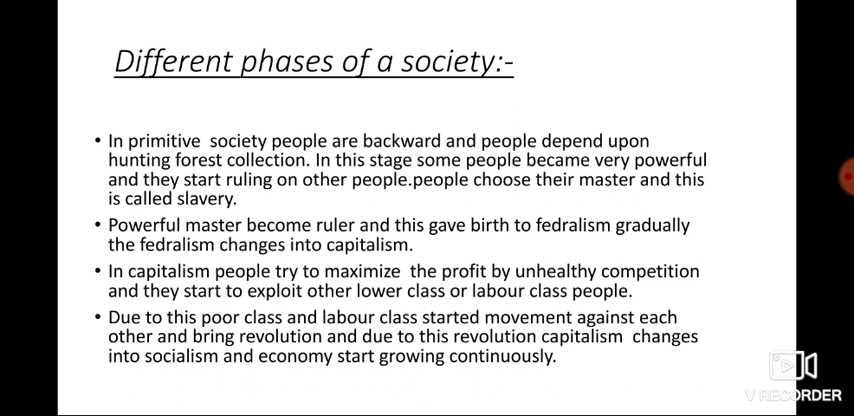 Different phases of a society:-
• In primitive society people are backward and people depend upon
hunting forest collection. In this stage some people became very powerful
and they start ruling on other people.people choose their master and this
is called slavery.
• Powerful master become ruler and this gave birth to fedralism gradually
the fedralism changes into capitalism.
• In capitalism people try to maximize the profit by unhealthy competition
and they start to exploit other lower class or labour class people.
• Due to this poor class and labour class started movement against each
other and bring revolution and due to this revolution capitalism changes
into socialism and economy start growing continuously.
V RECORDER